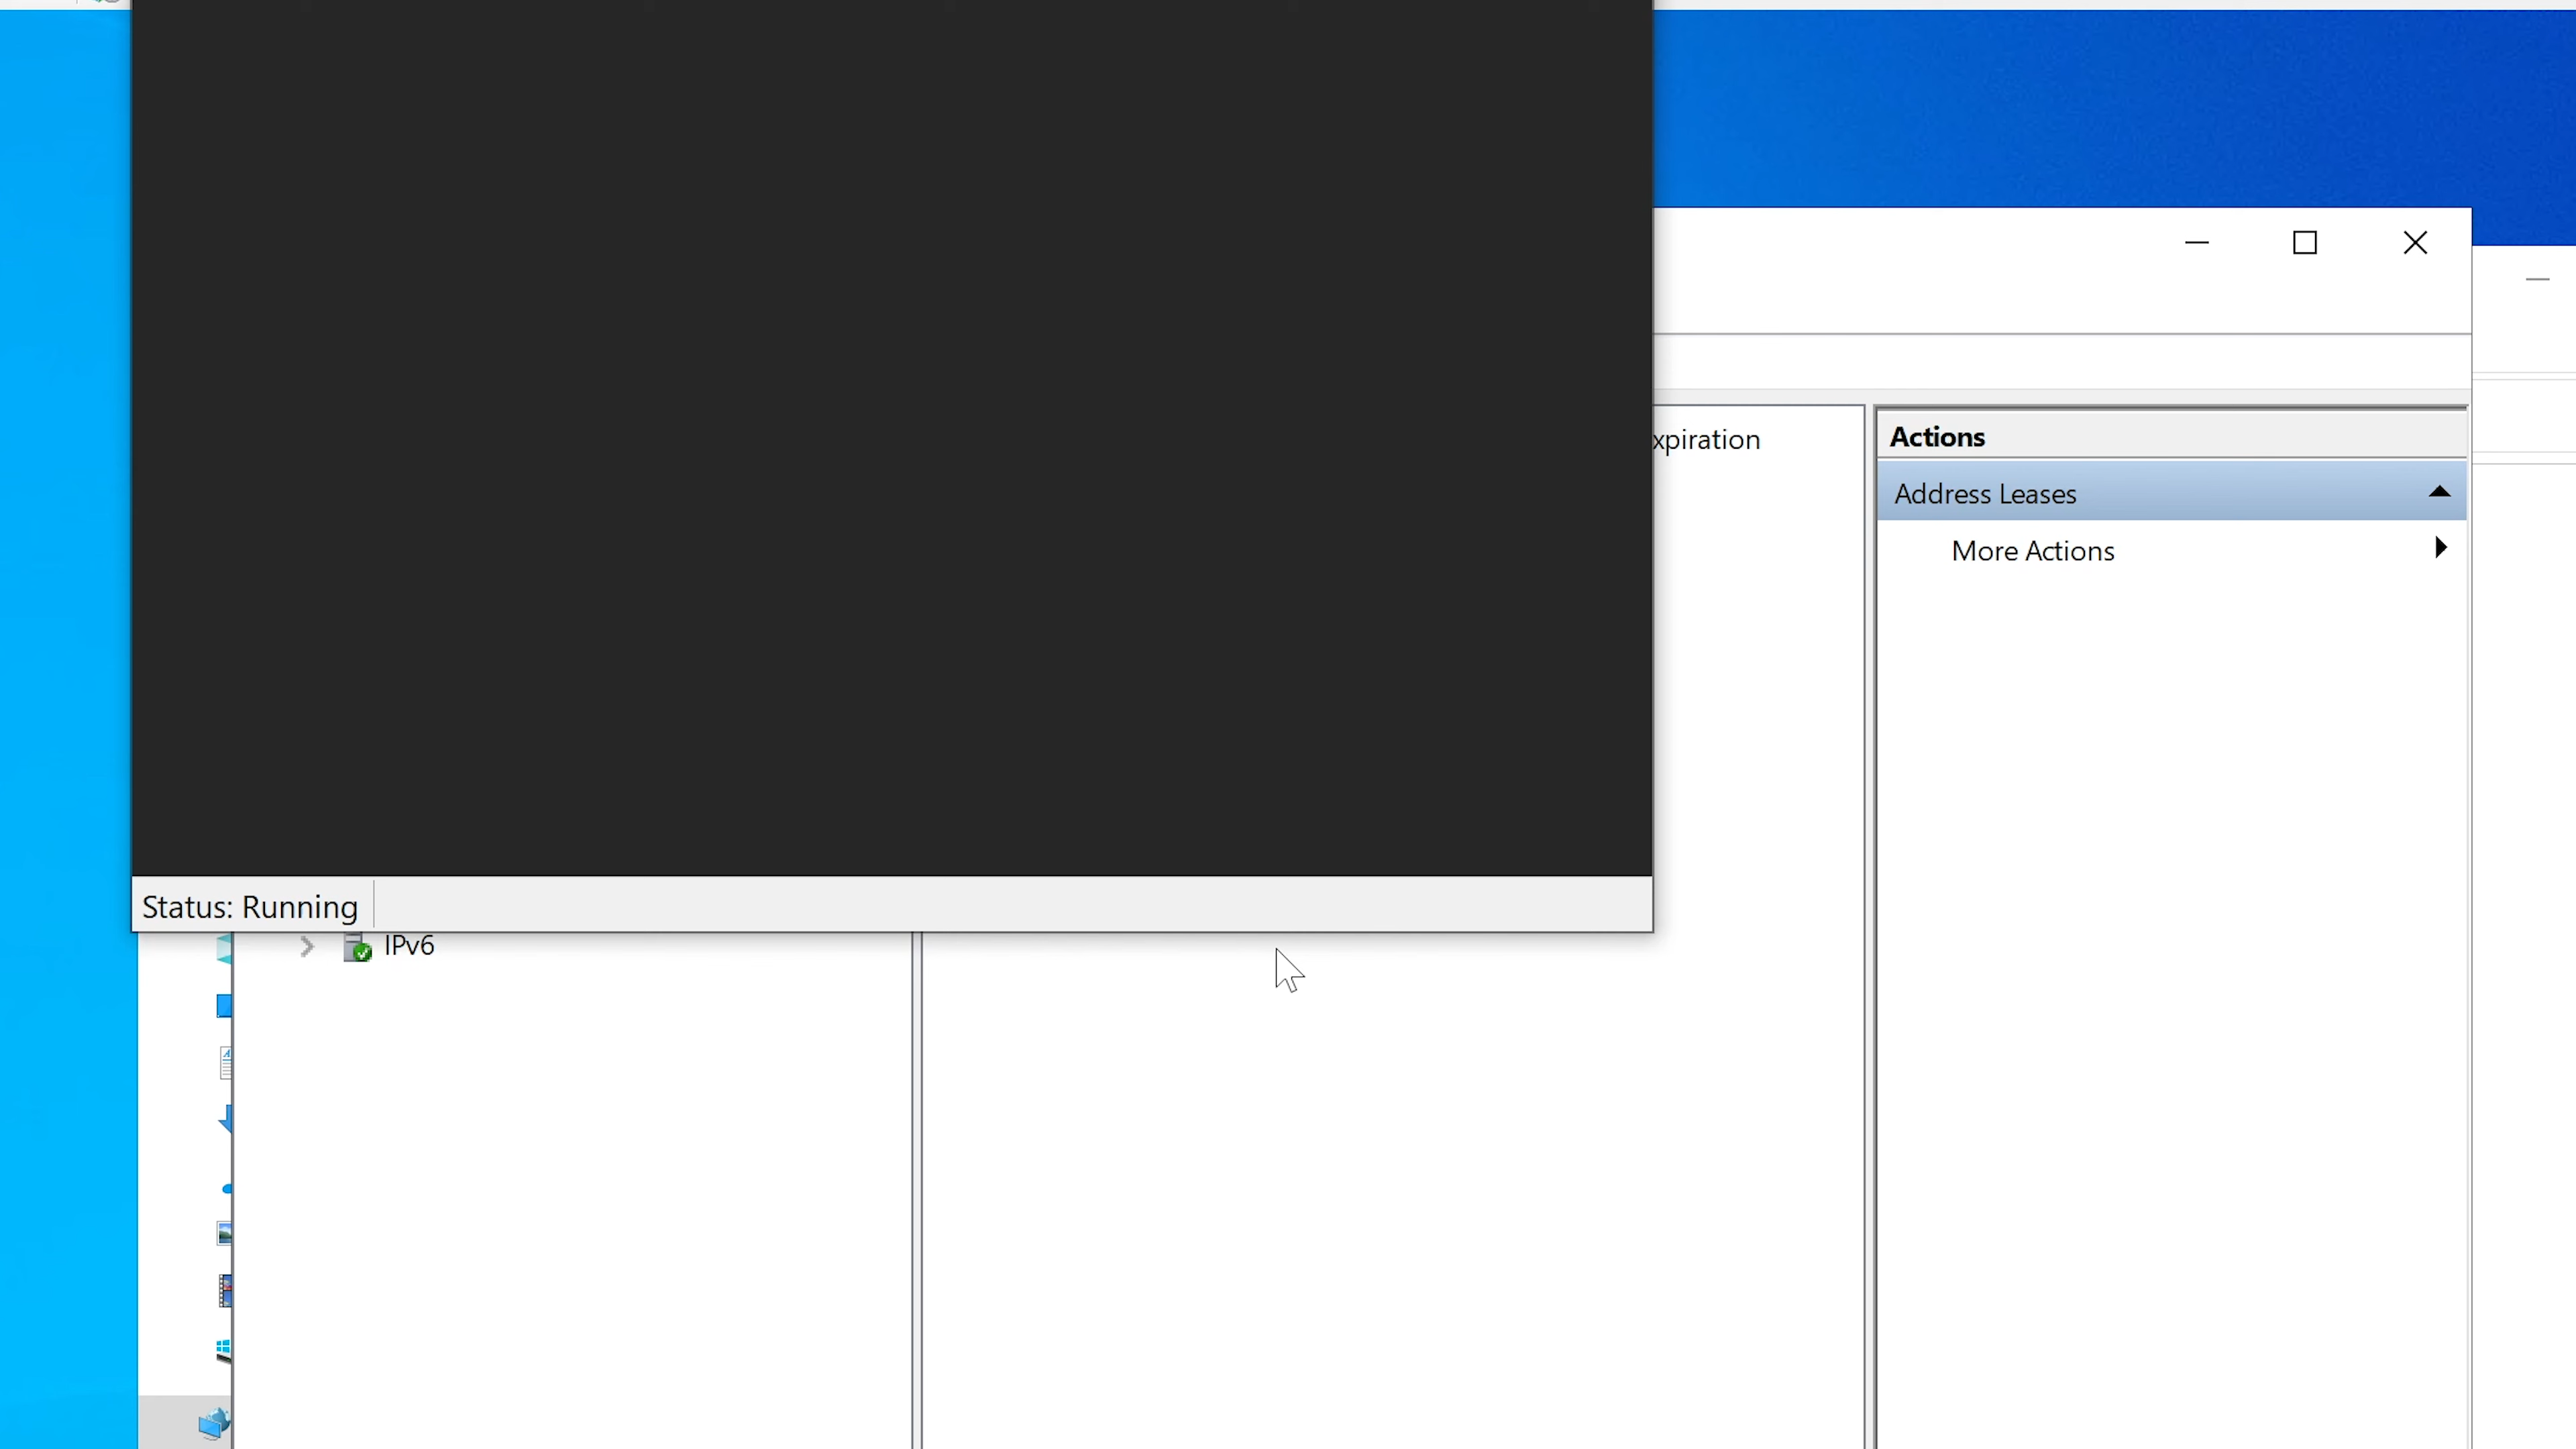 xpiration
Actions
Address Leases
More Actions
Status: Running
IPv6